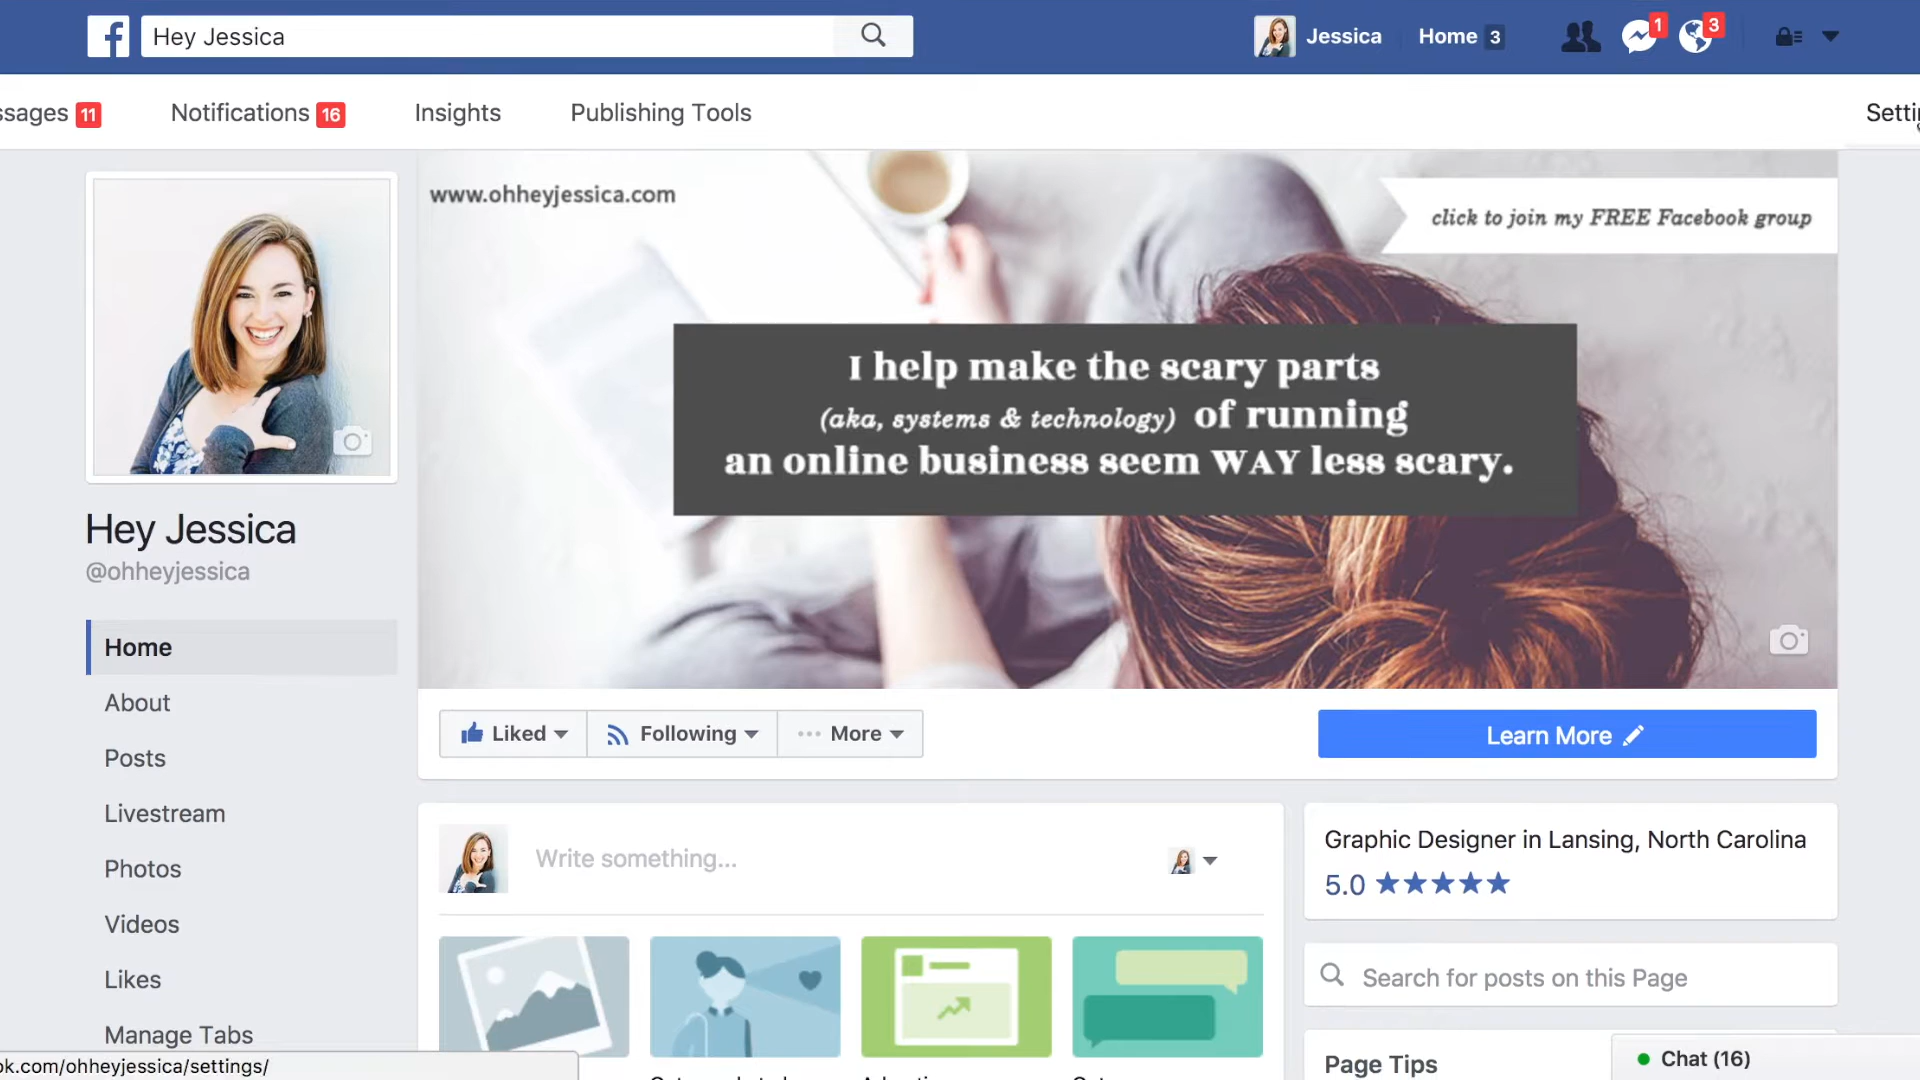 Hey Jessica
Jessica
Home 3
1
3
ssages 11
Notifications 16
Insights
Publishing Tools
Settin
www.ohheyjessica.com
click to join my FREE Facebook group
I help make the scary parts
(aka, systems & technology) of running
an online business seem WAY less scary.
Hey Jessica
@ohheyjessica
Home
About
Posts
Livestream
Photos
Videos
Likes
Manage Tabs
Liked
Following
More
Learn More
Write something...
Graphic Designer in Lansing, North Carolina
5.0 ★★★★★
Search for posts on this Page
Page Tips
Chat (16)
ok.com/ohheyjessica/settings/